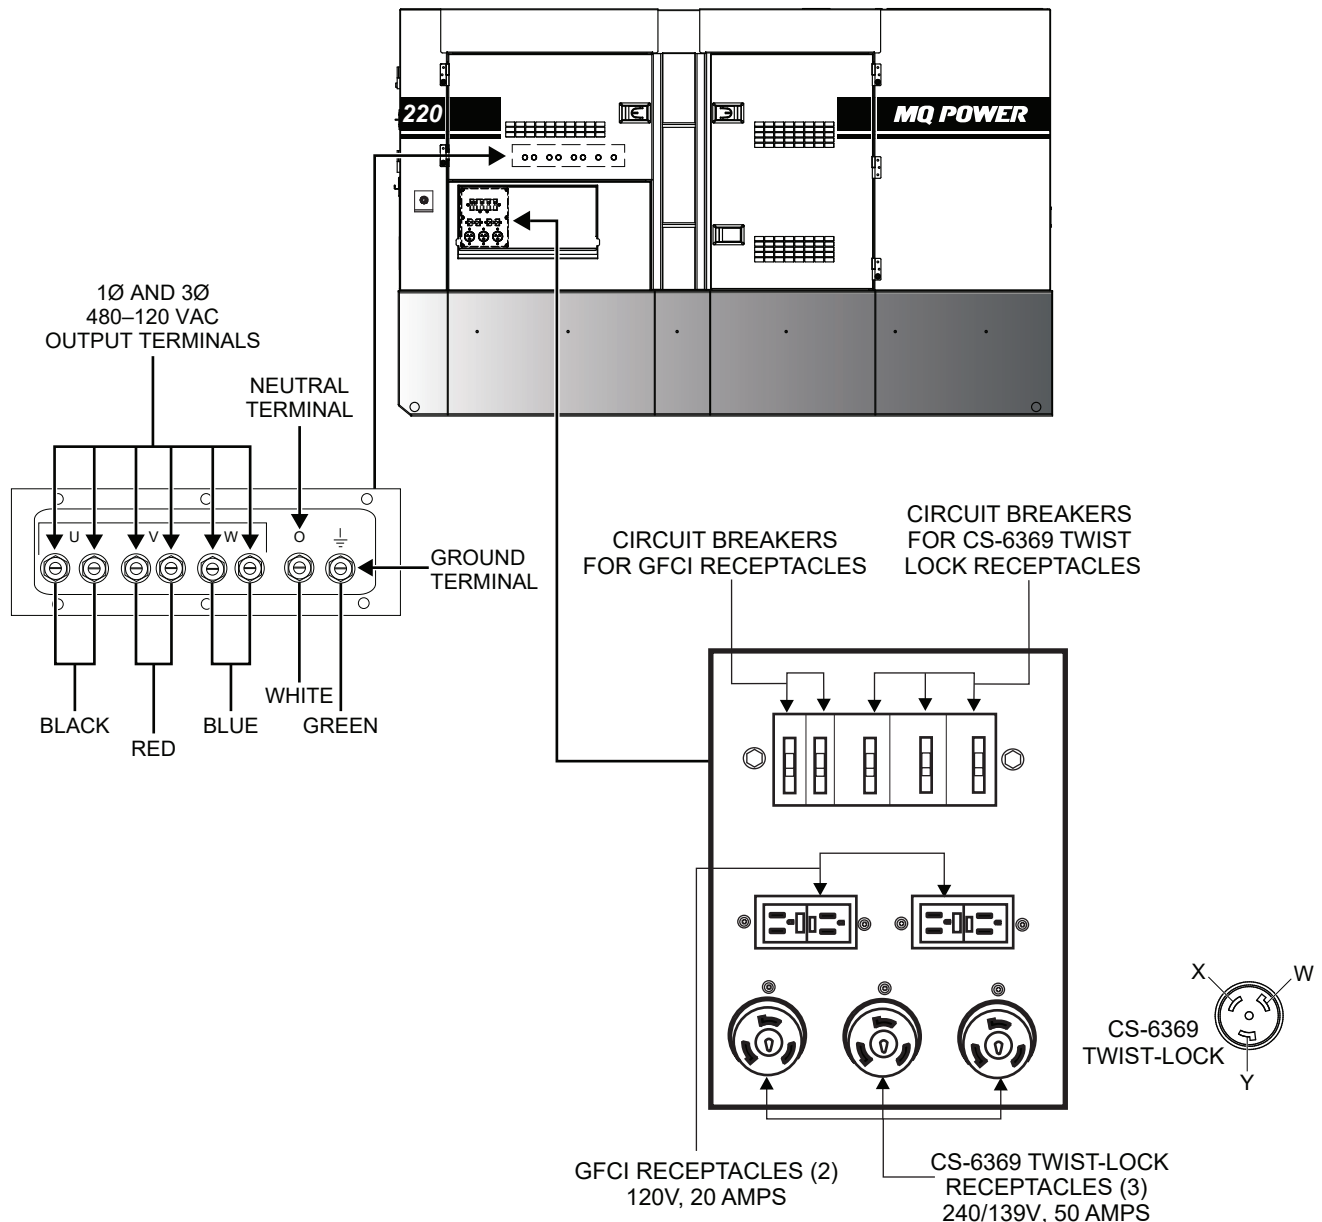 220
MQ POWER
1Ø AND 3Ø
480–120 VAC
OUTPUT TERMINALS
NEUTRAL
TERMINAL
U
V
W
O
GROUND
TERMINAL
BLACK
RED
BLUE
WHITE
GREEN
CIRCUIT BREAKERS
FOR GFCI RECEPTACLES
CIRCUIT BREAKERS
FOR CS-6369 TWIST
LOCK RECEPTACLES
X
W
CS-6369
TWIST-LOCK
Y
GFCI RECEPTACLES (2)
120V, 20 AMPS
CS-6369 TWIST-LOCK
RECEPTACLES (3)
240/139V, 50 AMPS